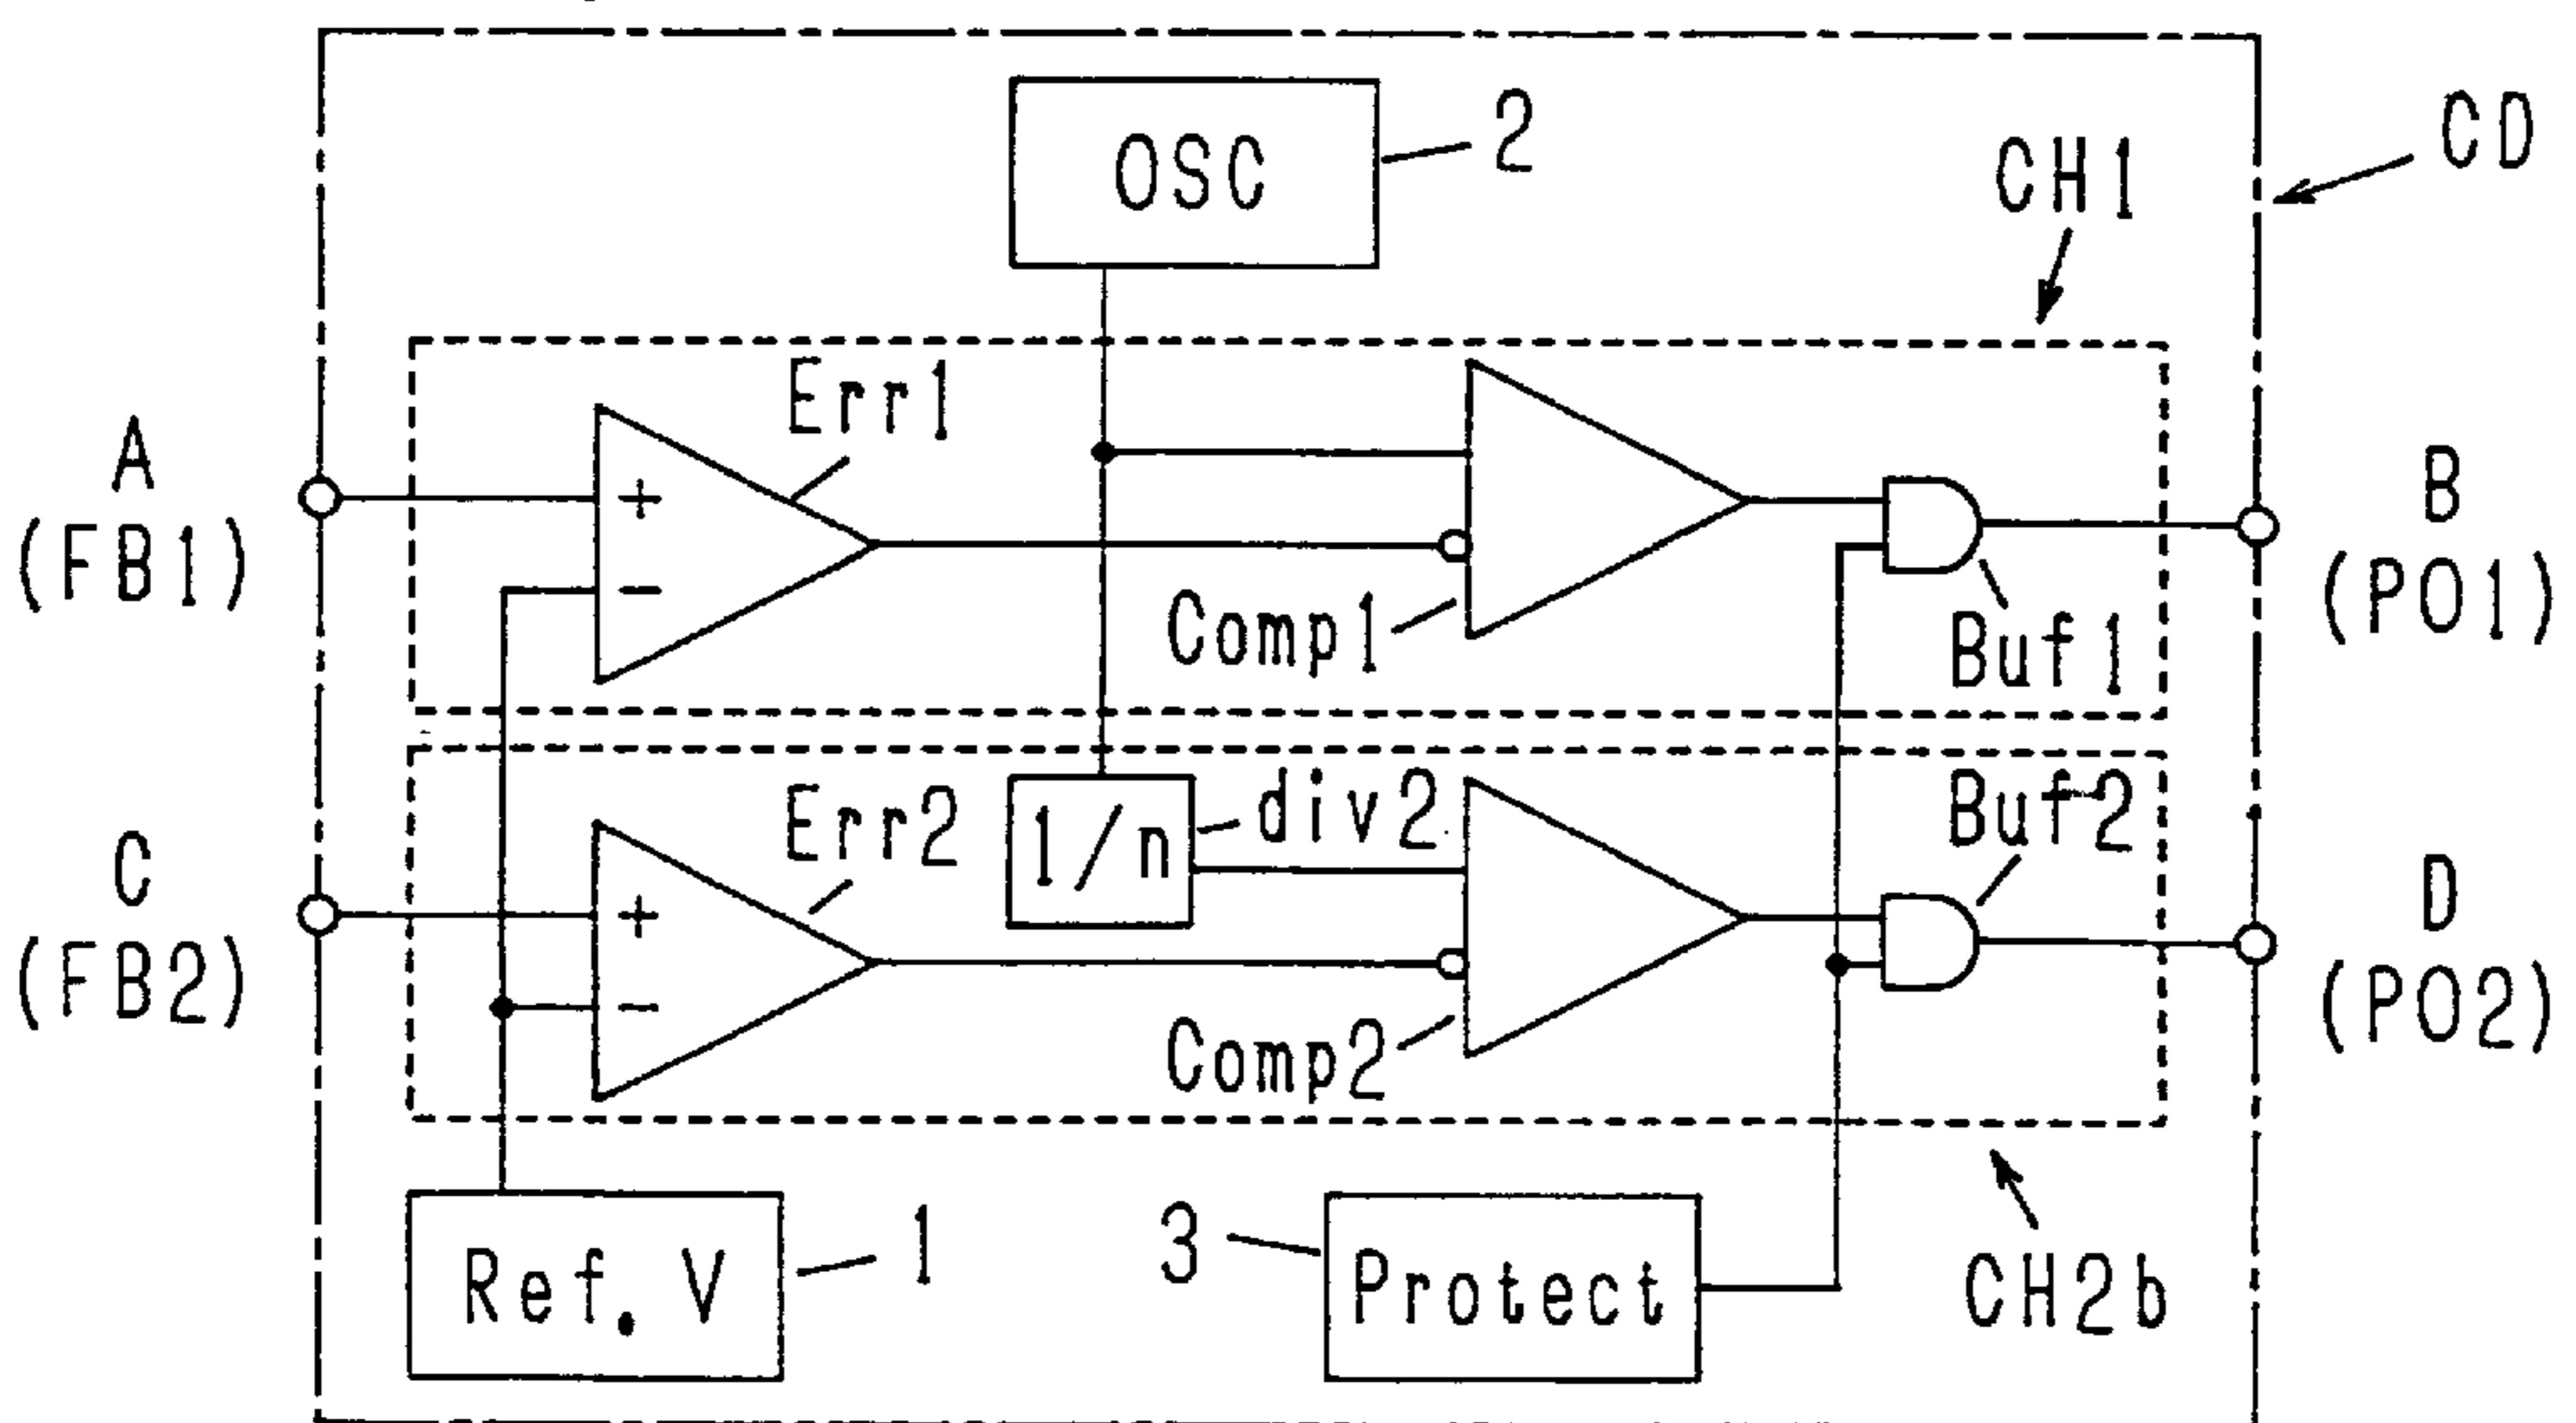 OSC
2
CH1
CD
Err1
A
(FB1)
+
−
Comp1
Buf1
B
(PO1)
Err2
1/n
div2
Buf2
C
(FB2)
+
−
Comp2
D
(PO2)
Ref. V
1
3
Protect
CH2b